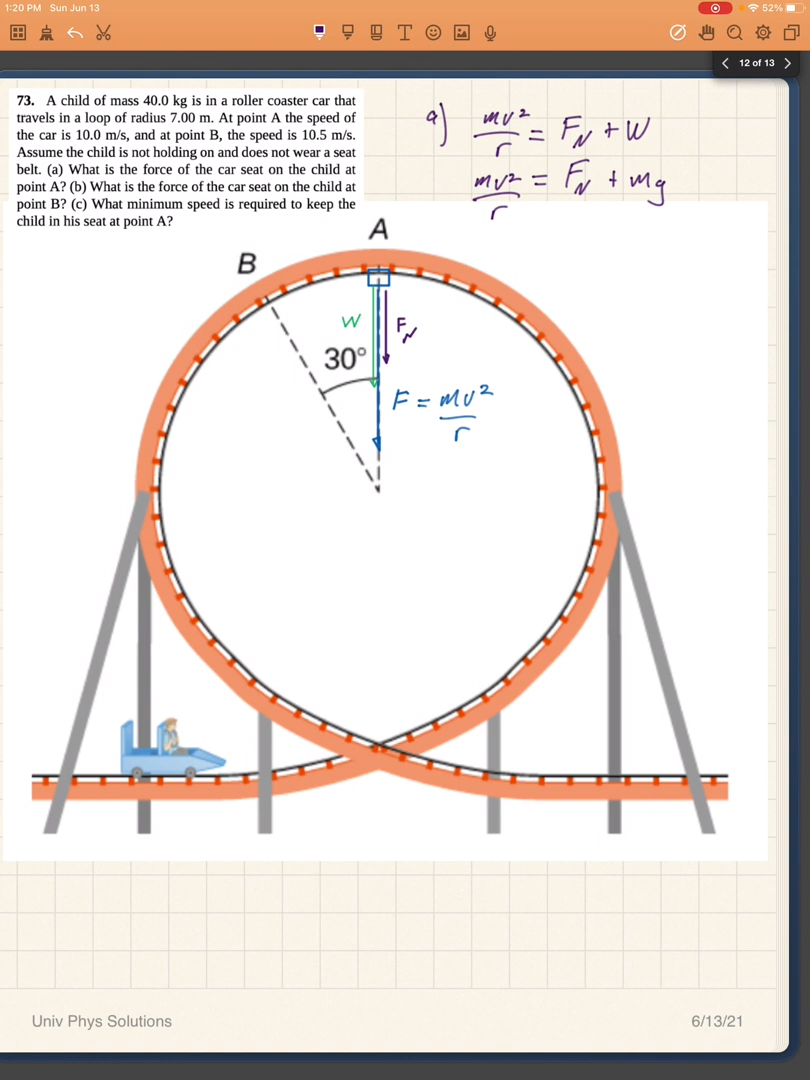 1:20 PM Sun Jun 13
52%
12 of 13
73. A child of mass 40.0 kg is in a roller coaster car that
travels in a loop of radius 7.00 m. At point A the speed of
the car is 10.0 m/s, and at point B, the speed is 10.5 m/s.
Assume the child is not holding on and does not wear a seat
belt. (a) What is the force of the car seat on the child at
point A? (b) What is the force of the car seat on the child at
point B? (c) What minimum speed is required to keep the
child in his seat at point A?
a) mv²/r = F_N + W
mv²/r = F_N + mg
A
B
W
F_N
30°
F = mv²/r
Univ Phys Solutions
6/13/21